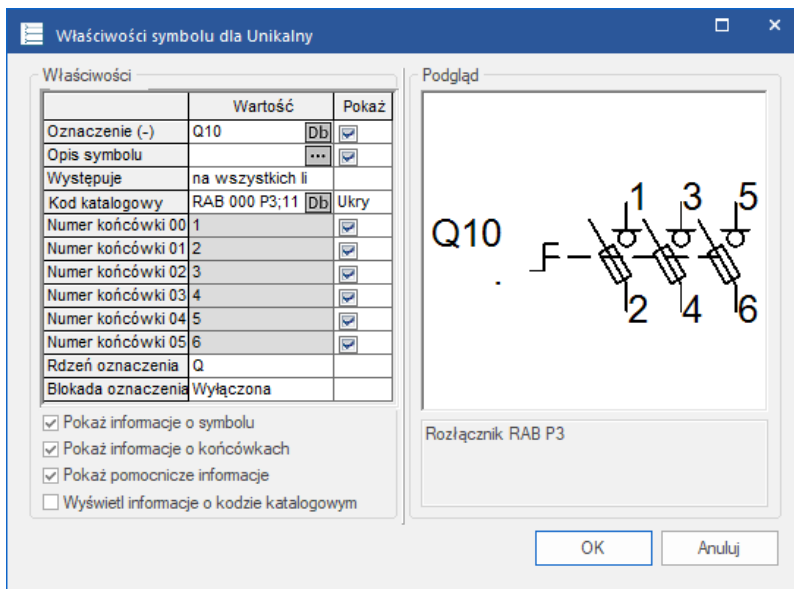 Właściwości symbolu dla Unikalny
Właściwości
Wartość Pokaż
Oznaczenie (-) Q10 Db
Opis symbolu ...
Występuje na wszystkich li
Kod katalogowy RAB 000 P3;11 Db Ukry
Numer końcówki 00 1
Numer końcówki 01 2
Numer końcówki 02 3
Numer końcówki 03 4
Numer końcówki 04 5
Numer końcówki 05 6
Rdzeń oznaczenia Q
Blokada oznaczenia Wyłączona
Pokaż informacje o symbolu
Pokaż informacje o końcówkach
Pokaż pomocnicze informacje
Wyświetl informacje o kodzie katalogowym
Podgląd
1 3 5
Q10
.
2 4 6
Rozłącznik RAB P3
OK Anuluj